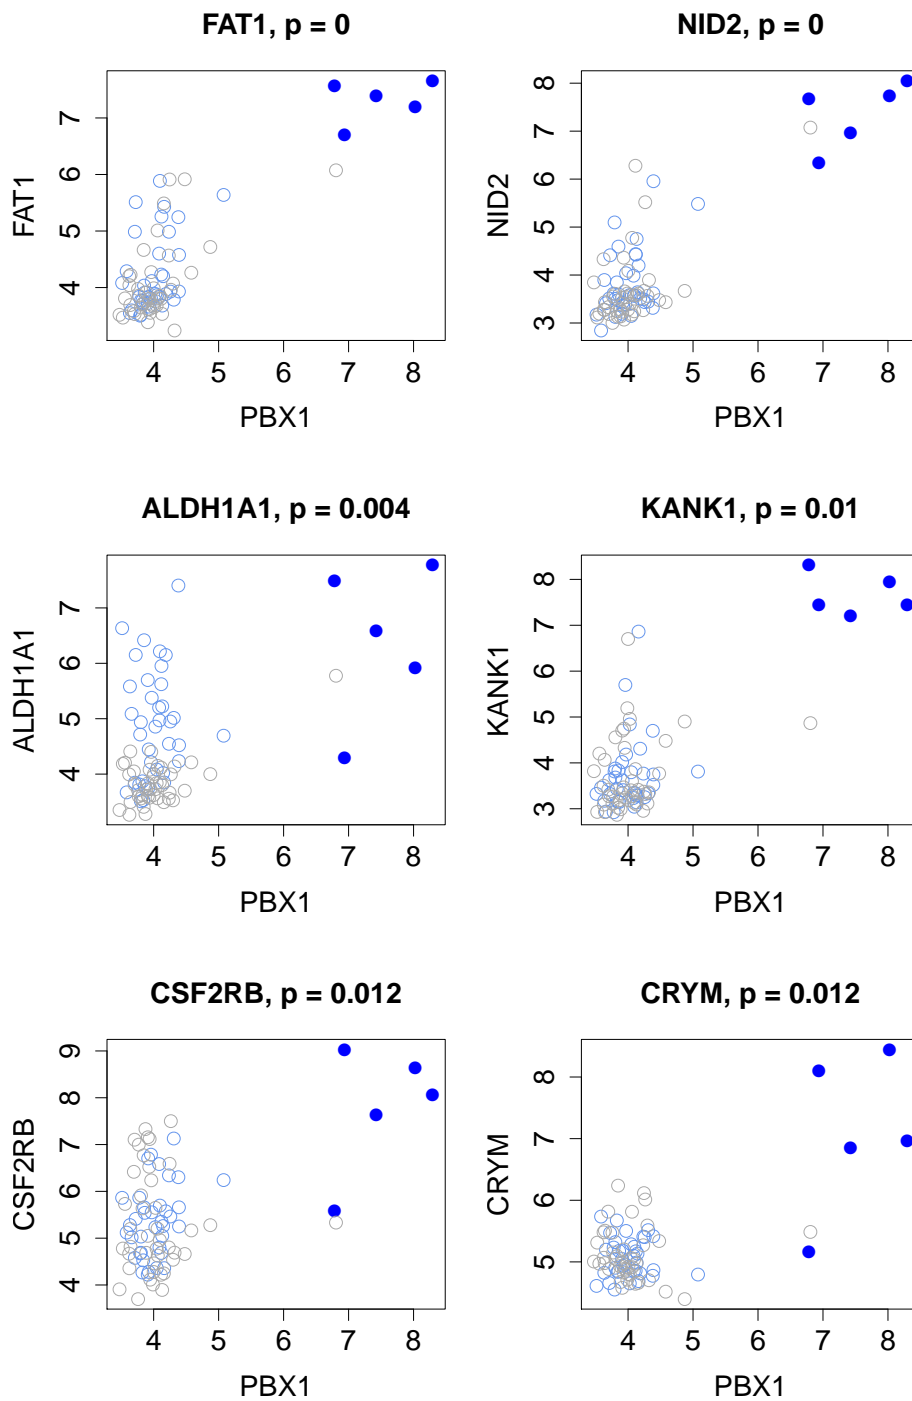 FAT1, p = 0
FAT1
7
6
5
4
4 5 6 7 8
PBX1
NID2, p = 0
NID2
8
7
6
5
4
3
4 5 6 7 8
PBX1
ALDH1A1, p = 0.004
ALDH1A1
7
6
5
4
4 5 6 7 8
PBX1
KANK1, p = 0.01
KANK1
8
7
6
5
4
3
4 5 6 7 8
PBX1
CSF2RB, p = 0.012
CSF2RB
9
8
7
6
5
4
4 5 6 7 8
PBX1
CRYM, p = 0.012
CRYM
8
7
6
5
4 5 6 7 8
PBX1